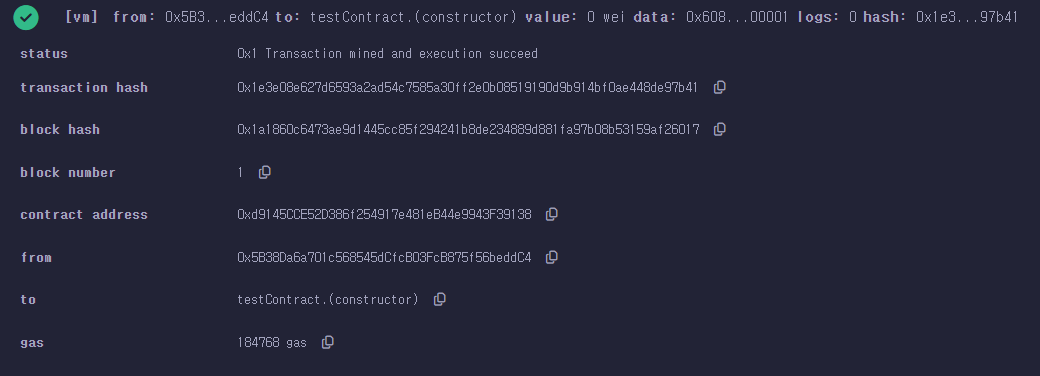 [vm] from: 0x5B3...eddC4 to: testContract.(constructor) value: 0 wei data: 0x608...00001 logs: 0 hash: 0x1e3...97b41
status 0x1 Transaction mined and execution succeed
transaction hash 0x1e3e08e627d6593a2ad54c7585a30ff2e0b08519190d9b914bf0ae448de97b41
block hash 0x1a1860c6473ae9d1445cc85f294241b8de234889d881fa97b08b53159af26017
block number 1
contract address 0xd9145CCE52D386f254917e481eB44e9943F39138
from 0x5B38Da6a701c568545dCfcB03FcB875f56beddC4
to testContract.(constructor)
gas 184768 gas